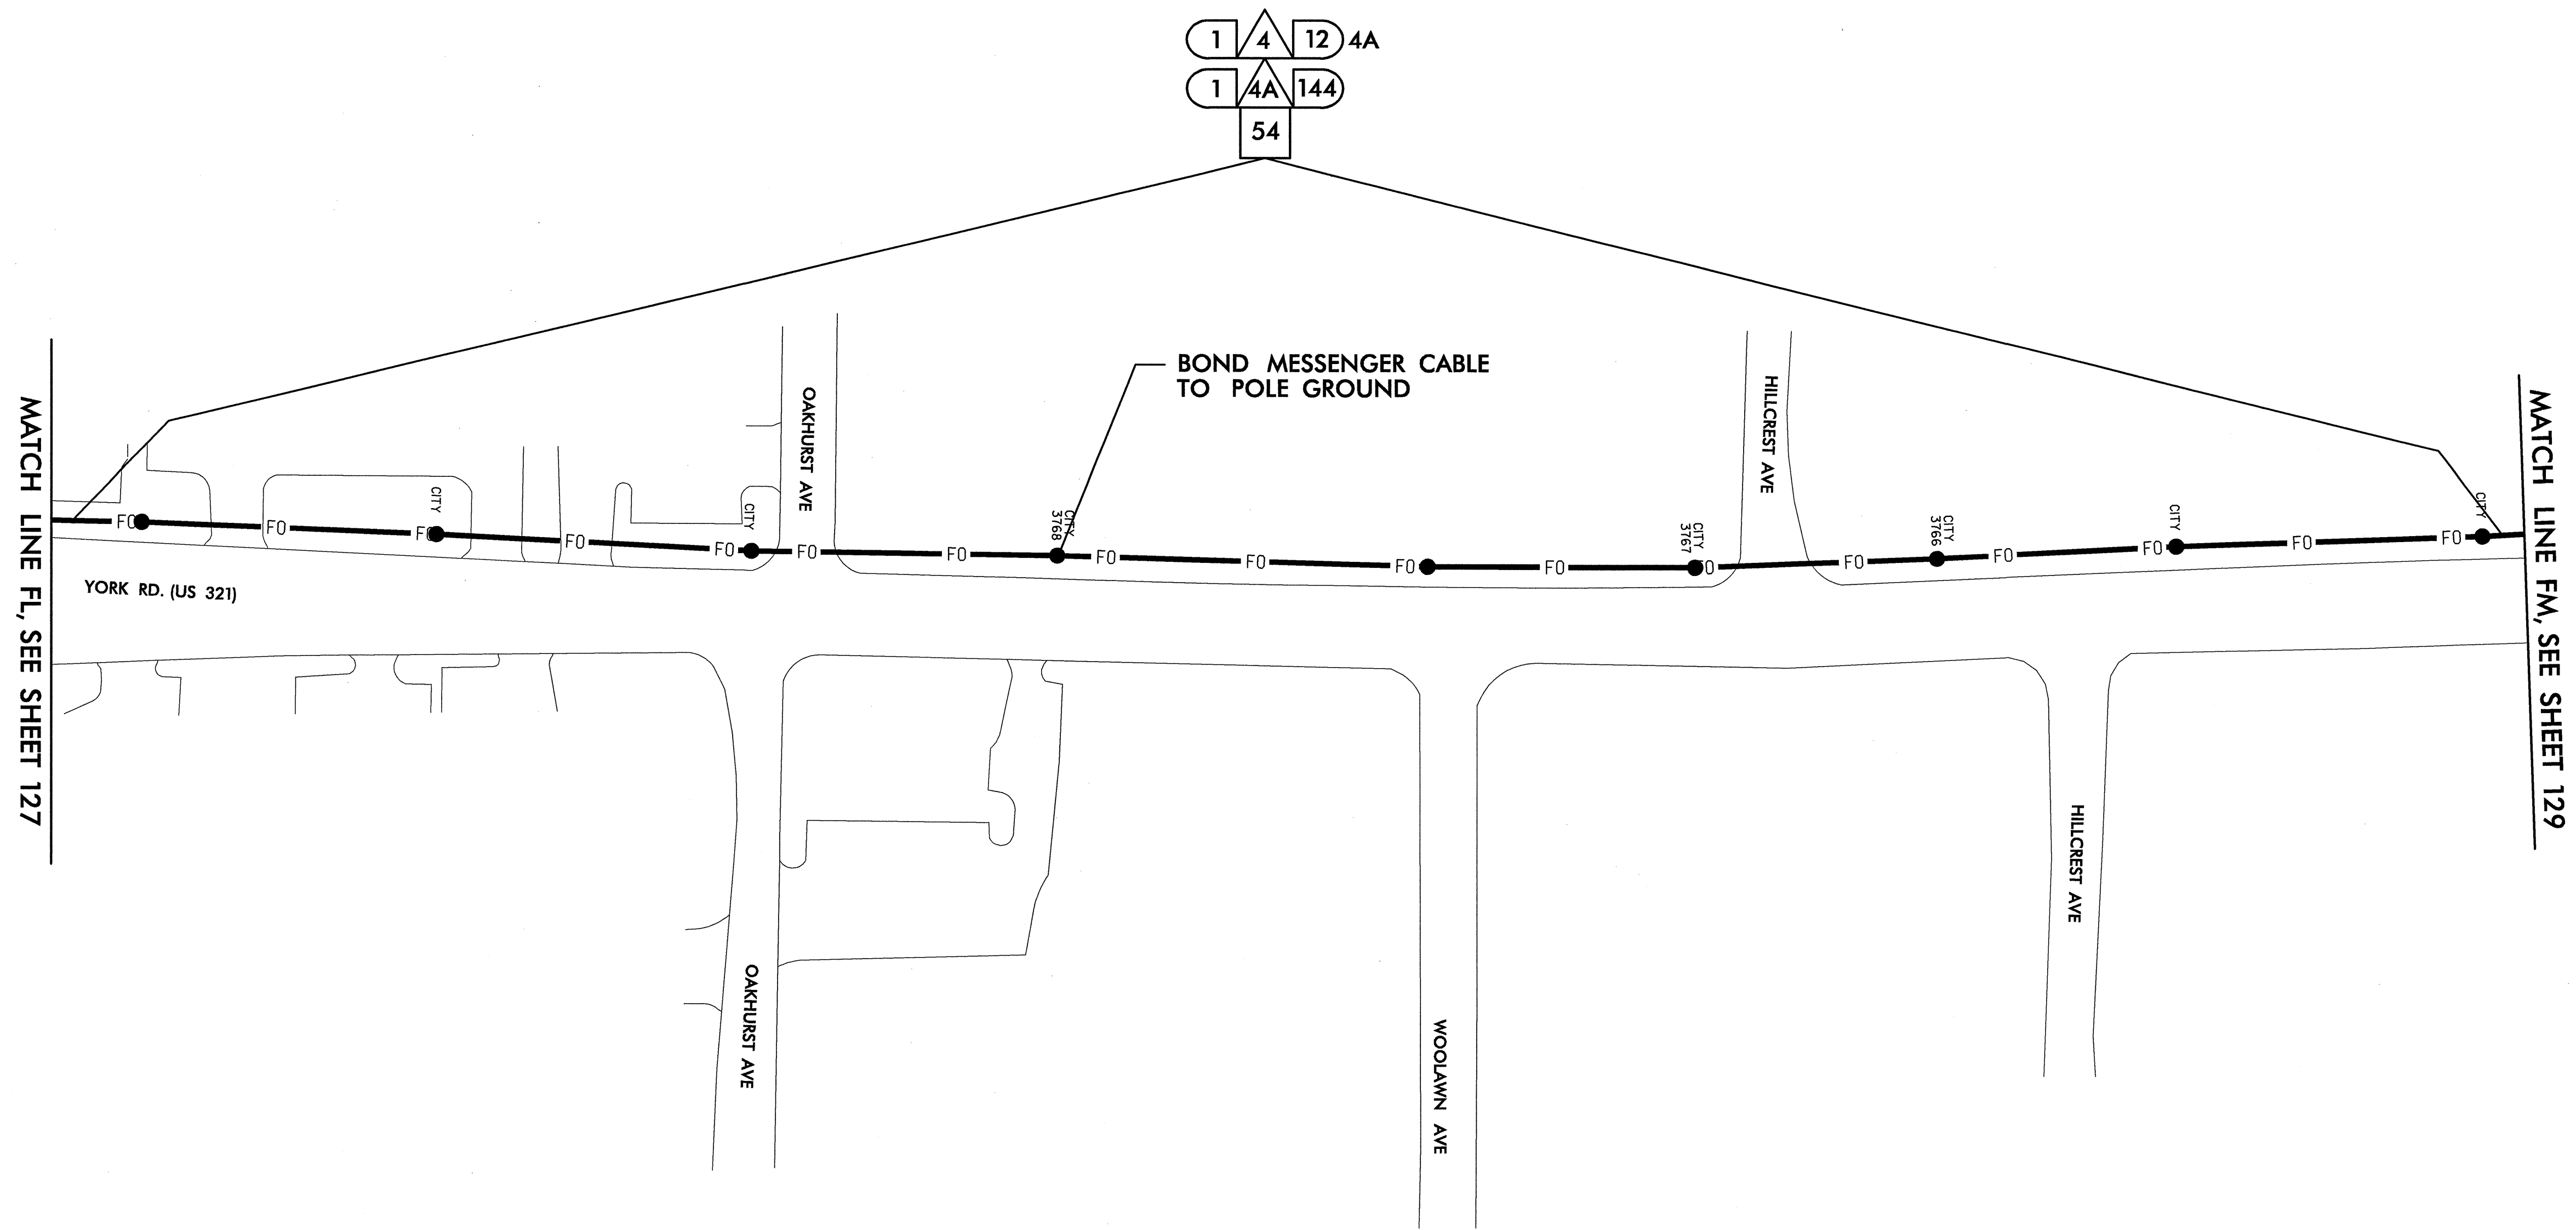 1 4 12 4A
1 4A 144
54
BOND MESSENGER CABLE
TO POLE GROUND
MATCH LINE FL, SEE SHEET 127
OAKHURST AVE
HILLCREST AVE
MATCH LINE FM, SEE SHEET 129
CITY
CITY
CITY
3768
CITY
3767
CITY
3766
CITY
CITY
FO FO FO FO FO FO FO FO FO FO FO FO FO FO FO FO FO
YORK RD. (US 321)
HILLCREST AVE
OAKHURST AVE
WOOLAWN AVE